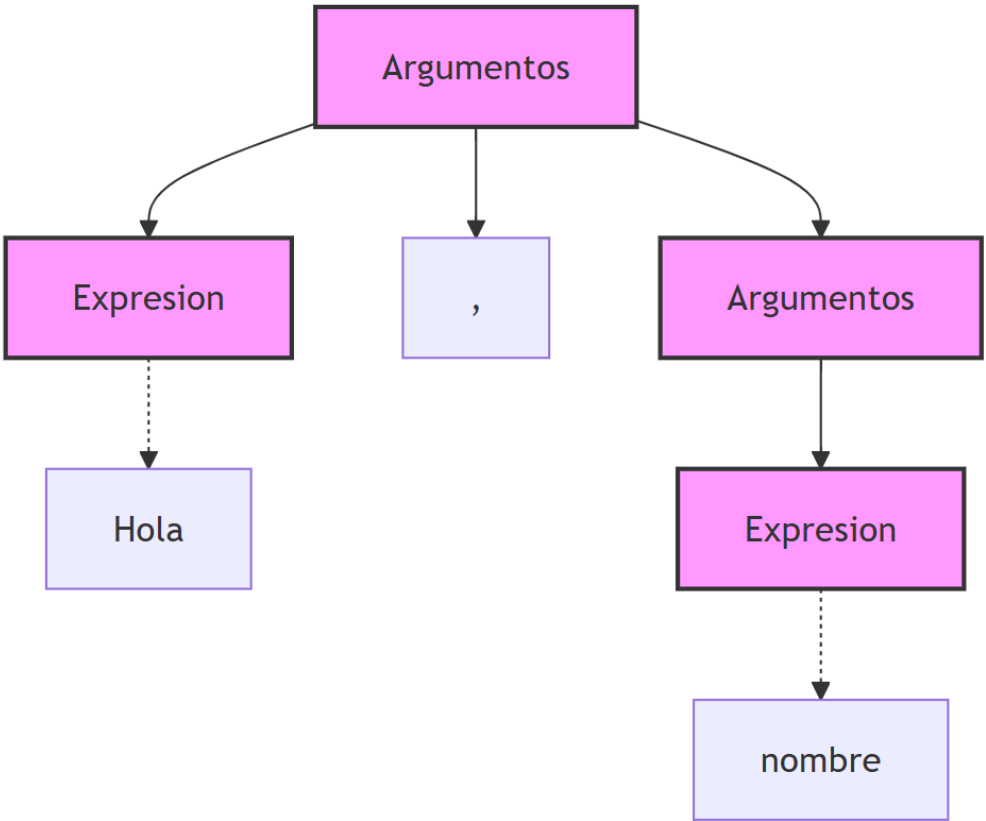 Argumentos
Expresion
,
Argumentos
Hola
Expresion
nombre